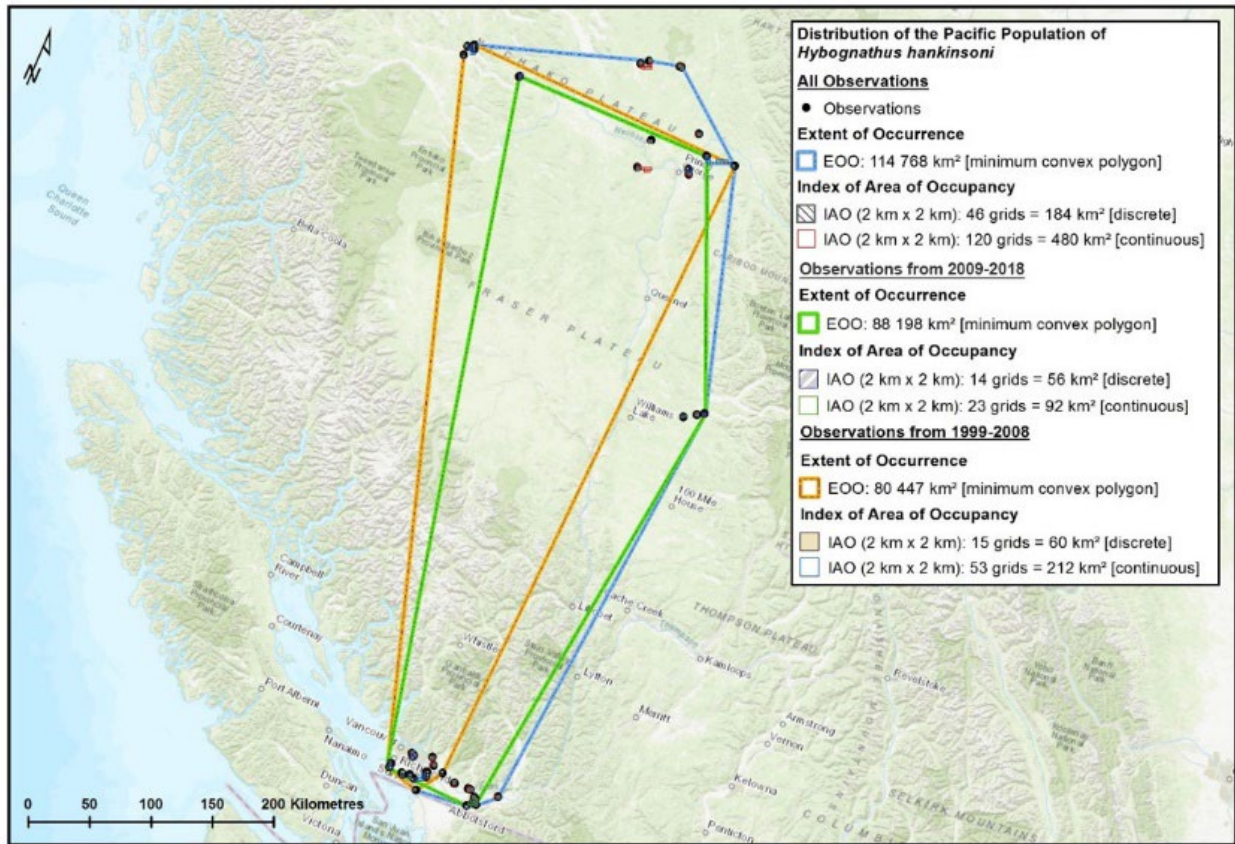 Distribution of the Pacific Population of
Hybognathus hankinsoni
All Observations
Observations
Extent of Occurrence
EOO: 114 768 km² [minimum convex polygon]
Index of Area of Occupancy
IAO (2 km x 2 km): 46 grids = 184 km² [discrete]
IAO (2 km x 2 km): 120 grids = 480 km² [continuous]
Observations from 2009-2018
Extent of Occurrence
EOO: 88 198 km² [minimum convex polygon]
Index of Area of Occupancy
IAO (2 km x 2 km): 14 grids = 56 km² [discrete]
IAO (2 km x 2 km): 23 grids = 92 km² [continuous]
Observations from 1999-2008
Extent of Occurrence
EOO: 80 447 km² [minimum convex polygon]
Index of Area of Occupancy
IAO (2 km x 2 km): 15 grids = 60 km² [discrete]
IAO (2 km x 2 km): 53 grids = 212 km² [continuous]
N
CHAKO PLATEAU
Queen
Charlotte
Sound
Bella Coola
CARIBOO
Quesnel
FRASER PLATEAU
Williams
Lake
100 Mile
House
Campbell
River
Courtenay
Port Alberni
Whistler
Lytton
THOMPSON PLATEAU
Kamloops
Revelstoke
Merritt
Armstrong
Vernon
Kelowna
Penticton
SELKIRK MOUNTAINS
COLUMB
Vancouver
Nanaimo
Duncan
Victoria
Abbotsford
0 50 100 150 200 Kilometres